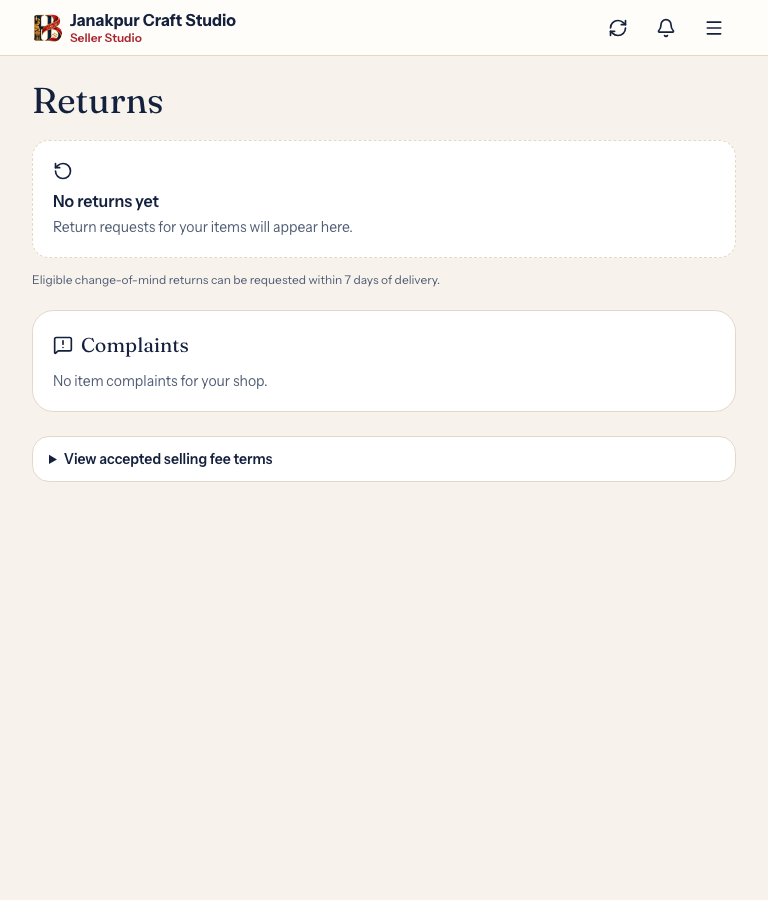 Janakpur Craft Studio
Seller Studio
Returns
No returns yet
Return requests for your items will appear here.
Eligible change-of-mind returns can be requested within 7 days of delivery.
Complaints
No item complaints for your shop.
View accepted selling fee terms